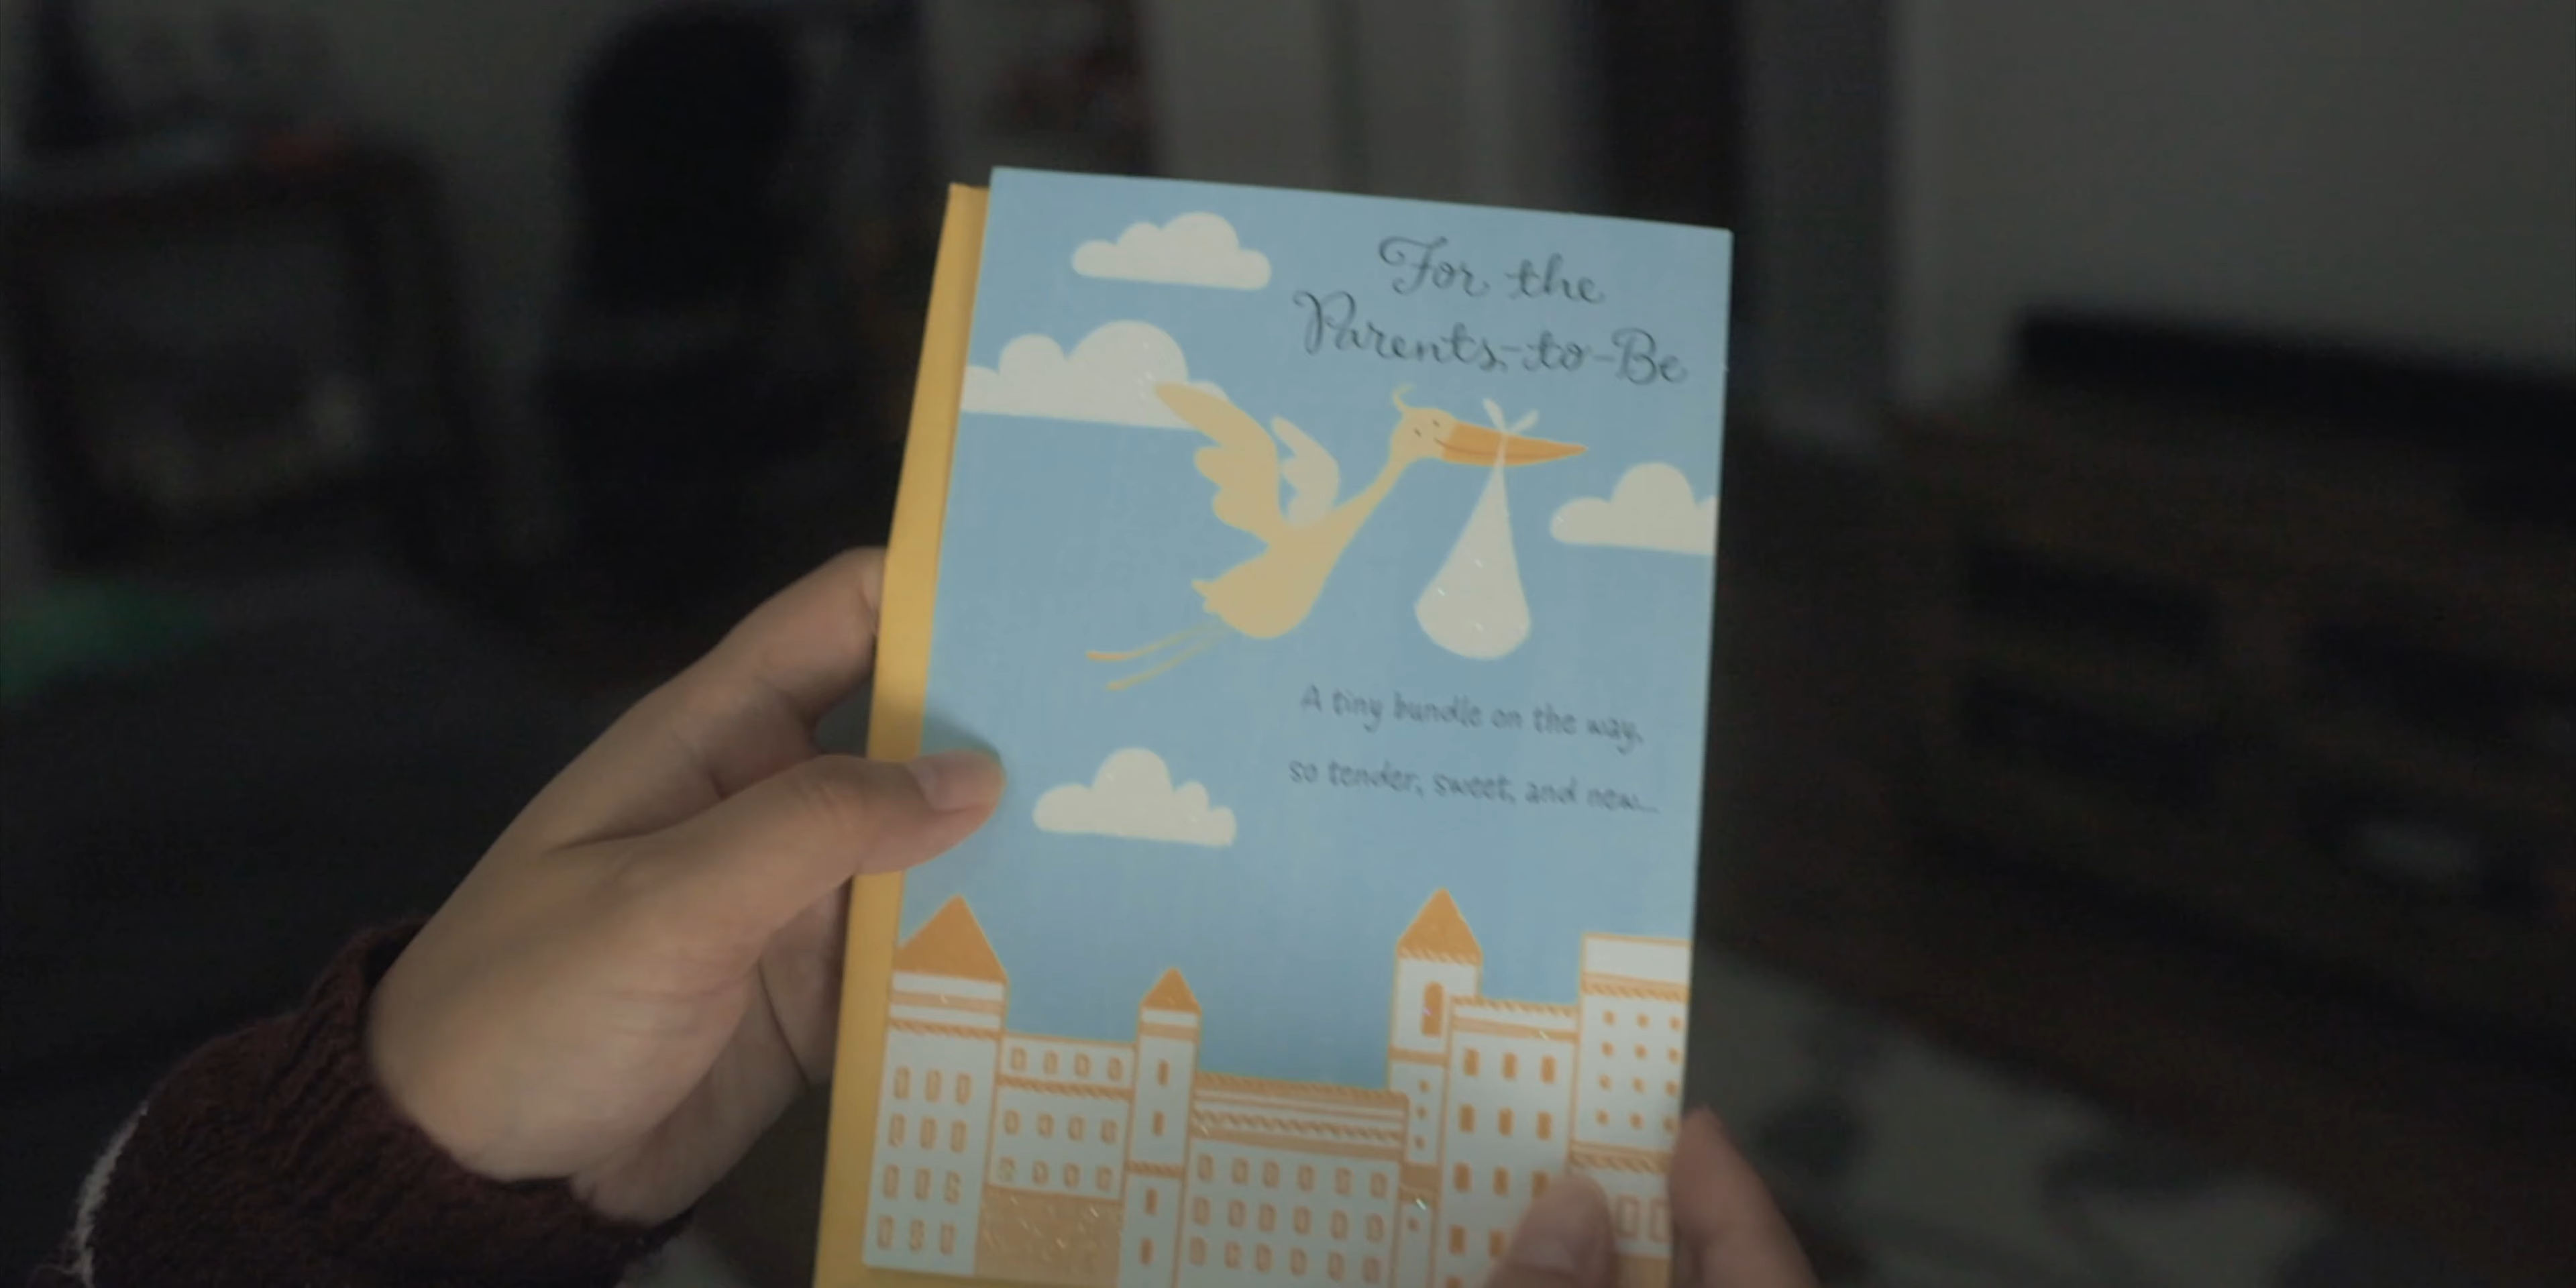 For the
Parents-to-Be
A tiny bundle on the way,
so tender, sweet, and new...